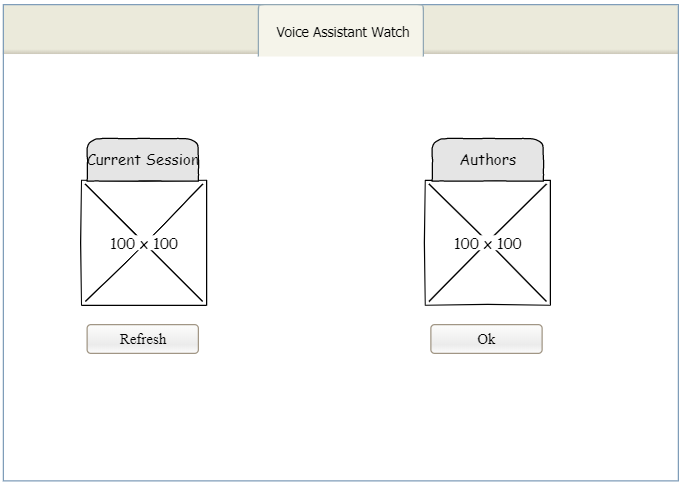 Voice Assistant Watch
Current Session
Authors
100 x 100
100 x 100
Refresh
Ok